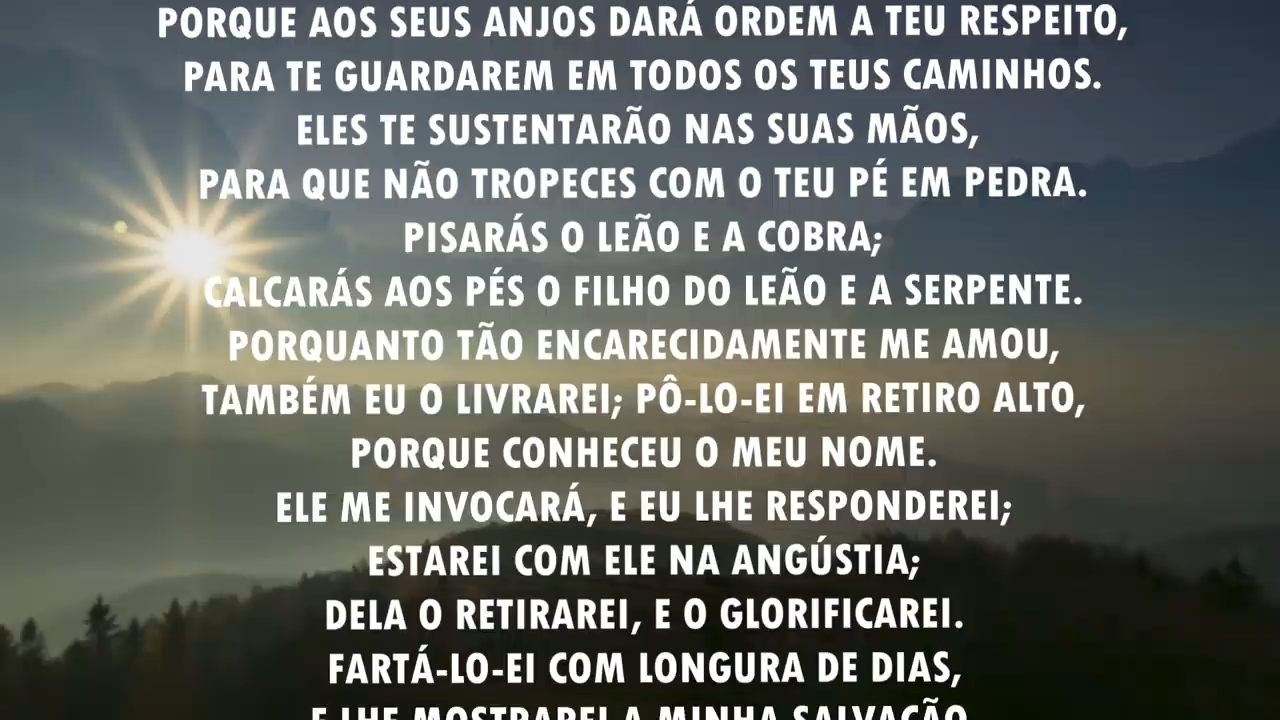 PORQUE AOS SEUS ANJOS DARÁ ORDEM A TEU RESPEITO,
PARA TE GUARDAREM EM TODOS OS TEUS CAMINHOS.
ELES TE SUSTENTARÃO NAS SUAS MÃOS,
PARA QUE NÃO TROPECES COM O TEU PÉ EM PEDRA.
PISARÁS O LEÃO E A COBRA;
CALCARÁS AOS PÉS O FILHO DO LEÃO E A SERPENTE.
PORQUANTO TÃO ENCARECIDAMENTE ME AMOU,
TAMBÉM EU O LIVRAREI; PÔ-LO-EI EM RETIRO ALTO,
PORQUE CONHECEU O MEU NOME.
ELE ME INVOCARÁ, E EU LHE RESPONDEREI;
ESTAREI COM ELE NA ANGÚSTIA;
DELA O RETIRAREI, E O GLORIFICAREI.
FARTÁ-LO-EI COM LONGURA DE DIAS,
E LHE MOSTRAREI A MINHA SALVAÇÃO